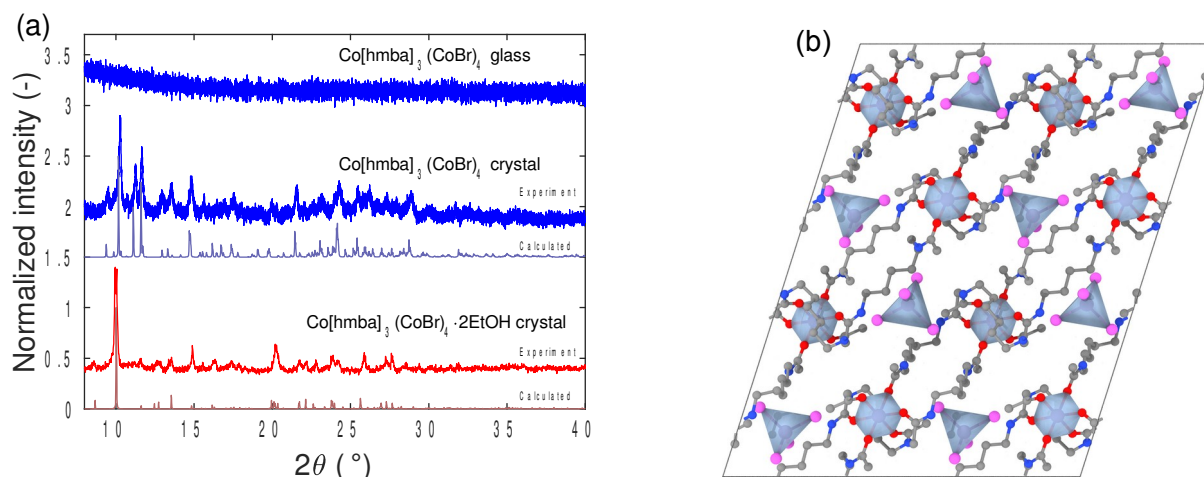 (a)
Normalized intensity (-)
3.5
3
2.5
2
1.5
1
0.5
0
Co[hmba]3 (CoBr)4 glass
Co[hmba]3 (CoBr)4 crystal
Experiment
Calculated
Co[hmba]3 (CoBr)4 ·2EtOH crystal
Experiment
Calculated
10 15 20 25 30 35 40
2θ (°)
(b)